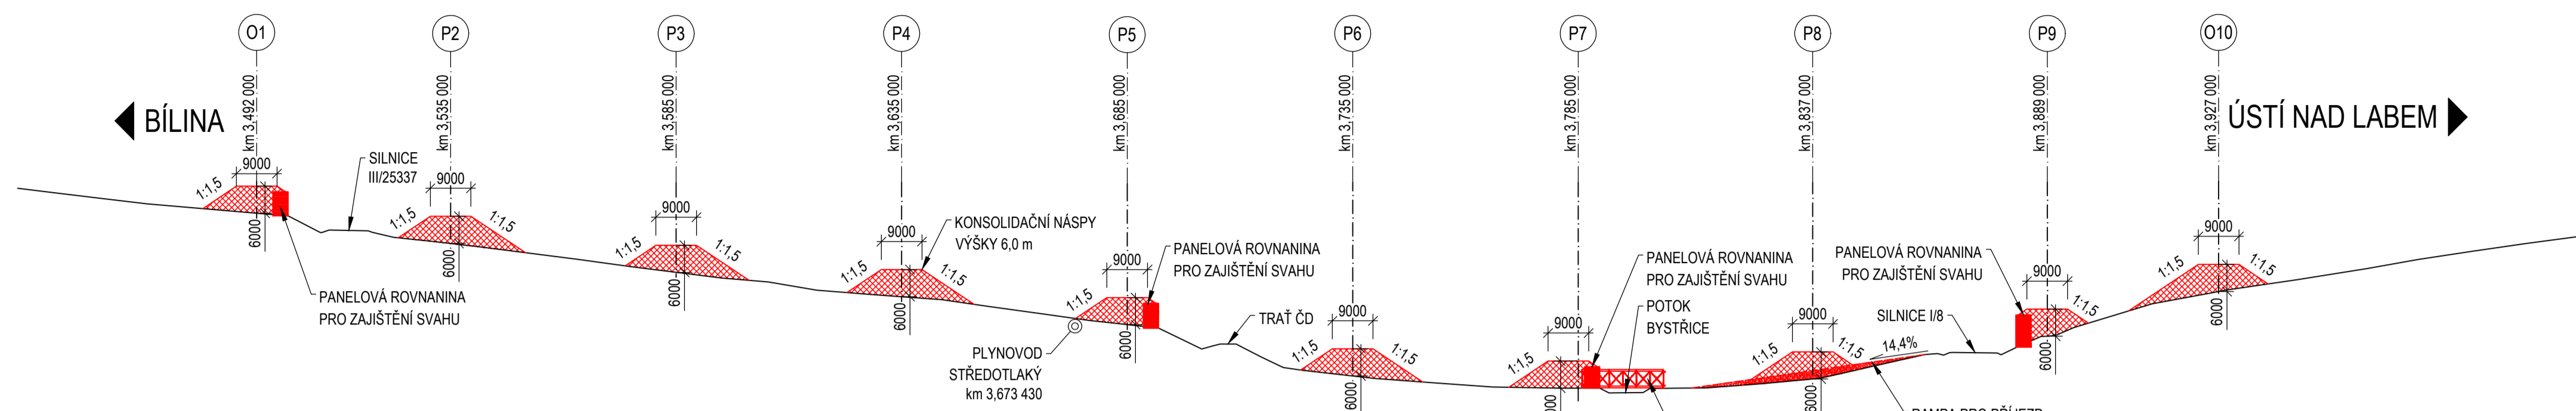 O1 P2 P3 P4 P5 P6 P7 P8 P9 O10
km 3,492 000
km 3,535 000
km 3,585 000
km 3,635 000
km 3,685 000
km 3,735 000
km 3,785 000
km 3,837 000
km 3,889 000
km 3,927 000
BÍLINA
ÚSTÍ NAD LABEM
9000
1:1,5
6000
PANELOVÁ ROVNANINA
PRO ZAJIŠTĚNÍ SVAHU
SILNICE
III/25337
9000
1:1,5
1:1,5
6000
9000
1:1,5
1:1,5
6000
9000
1:1,5
1:1,5
6000
KONSOLIDAČNÍ NÁSPY
VÝŠKY 6,0 m
9000
1:1,5
6000
PANELOVÁ ROVNANINA
PRO ZAJIŠTĚNÍ SVAHU
PLYNOVOD
STŘEDOTLAKÝ
km 3,673 430
TRAŤ ČD
9000
1:1,5
1:1,5
6000
9000
1:1,5
PANELOVÁ ROVNANINA
PRO ZAJIŠTĚNÍ SVAHU
POTOK
BYSTŘICE
9000
1:1,5
1:1,5
6000
14,4%
SILNICE I/8
PANELOVÁ ROVNANINA
PRO ZAJIŠTĚNÍ SVAHU
9000
1:1,5
6000
9000
1:1,5
1:1,5
6000